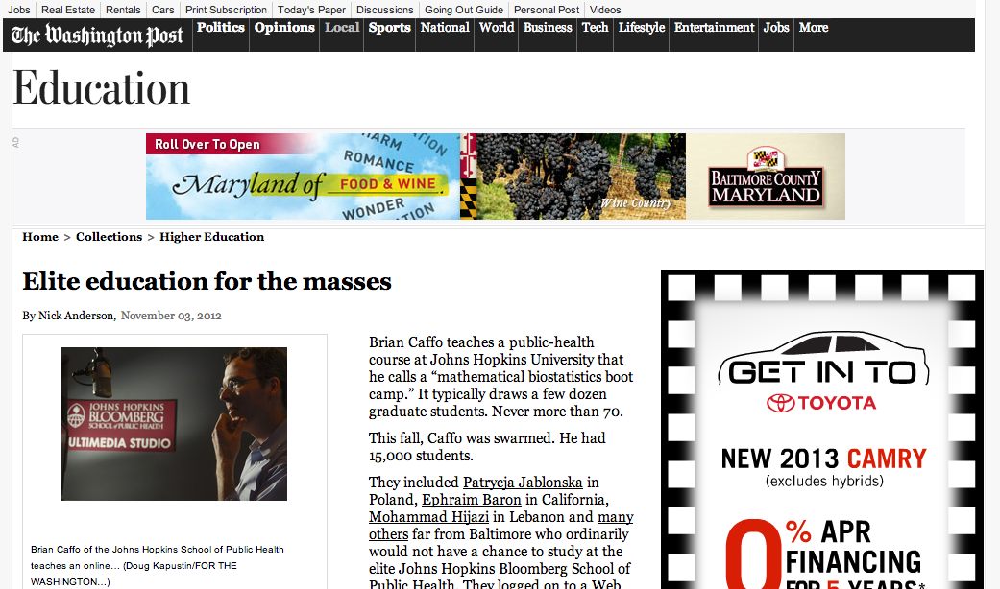 Jobs Real Estate Rentals Cars Print Subscription Today's Paper Discussions Going Out Guide Personal Post Videos
The Washington Post Politics Opinions Local Sports National World Business Tech Lifestyle Entertainment Jobs More
Education
AD
Roll Over To Open
HARM
ROMANCE
Maryland of FOOD & WINE.
WONDER
Wine Country
BALTIMORE COUNTY
MARYLAND
Home > Collections > Higher Education
Elite education for the masses
By Nick Anderson, November 03, 2012
JOHNS HOPKINS
BLOOMBERG
SCHOOL of PUBLIC HEALTH
ULTIMEDIA STUDIO
Brian Caffo of the Johns Hopkins School of Public Health
teaches an online... (Doug Kapustin/FOR THE
WASHINGTON...)
Brian Caffo teaches a public-health
course at Johns Hopkins University that
he calls a “mathematical biostatistics boot
camp.” It typically draws a few dozen
graduate students. Never more than 70.
This fall, Caffo was swarmed. He had
15,000 students.
They included Patrycja Jablonska in
Poland, Ephraim Baron in California,
Mohammad Hijazi in Lebanon and many
others far from Baltimore who ordinarily
would not have a chance to study at the
elite Johns Hopkins Bloomberg School of
Public Health. They logged on to a Web
GET IN TO
TOYOTA
NEW 2013 CAMRY
(excludes hybrids)
0% APR
FINANCING
FOR 5 YEARS*